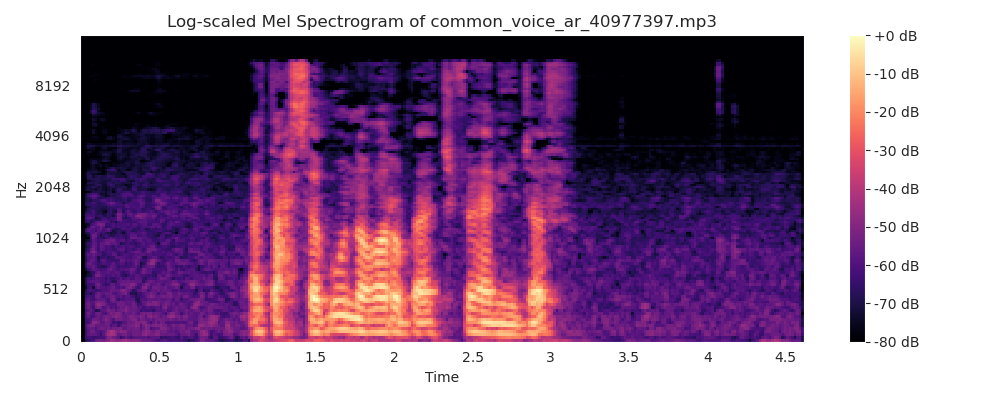 Log-scaled Mel Spectrogram of common_voice_ar_40977397.mp3
Hz
8192
4096
2048
1024
512
0
0 0.5 1 1.5 2 2.5 3 3.5 4 4.5
Time
+0 dB
-10 dB
-20 dB
-30 dB
-40 dB
-50 dB
-60 dB
-70 dB
-80 dB